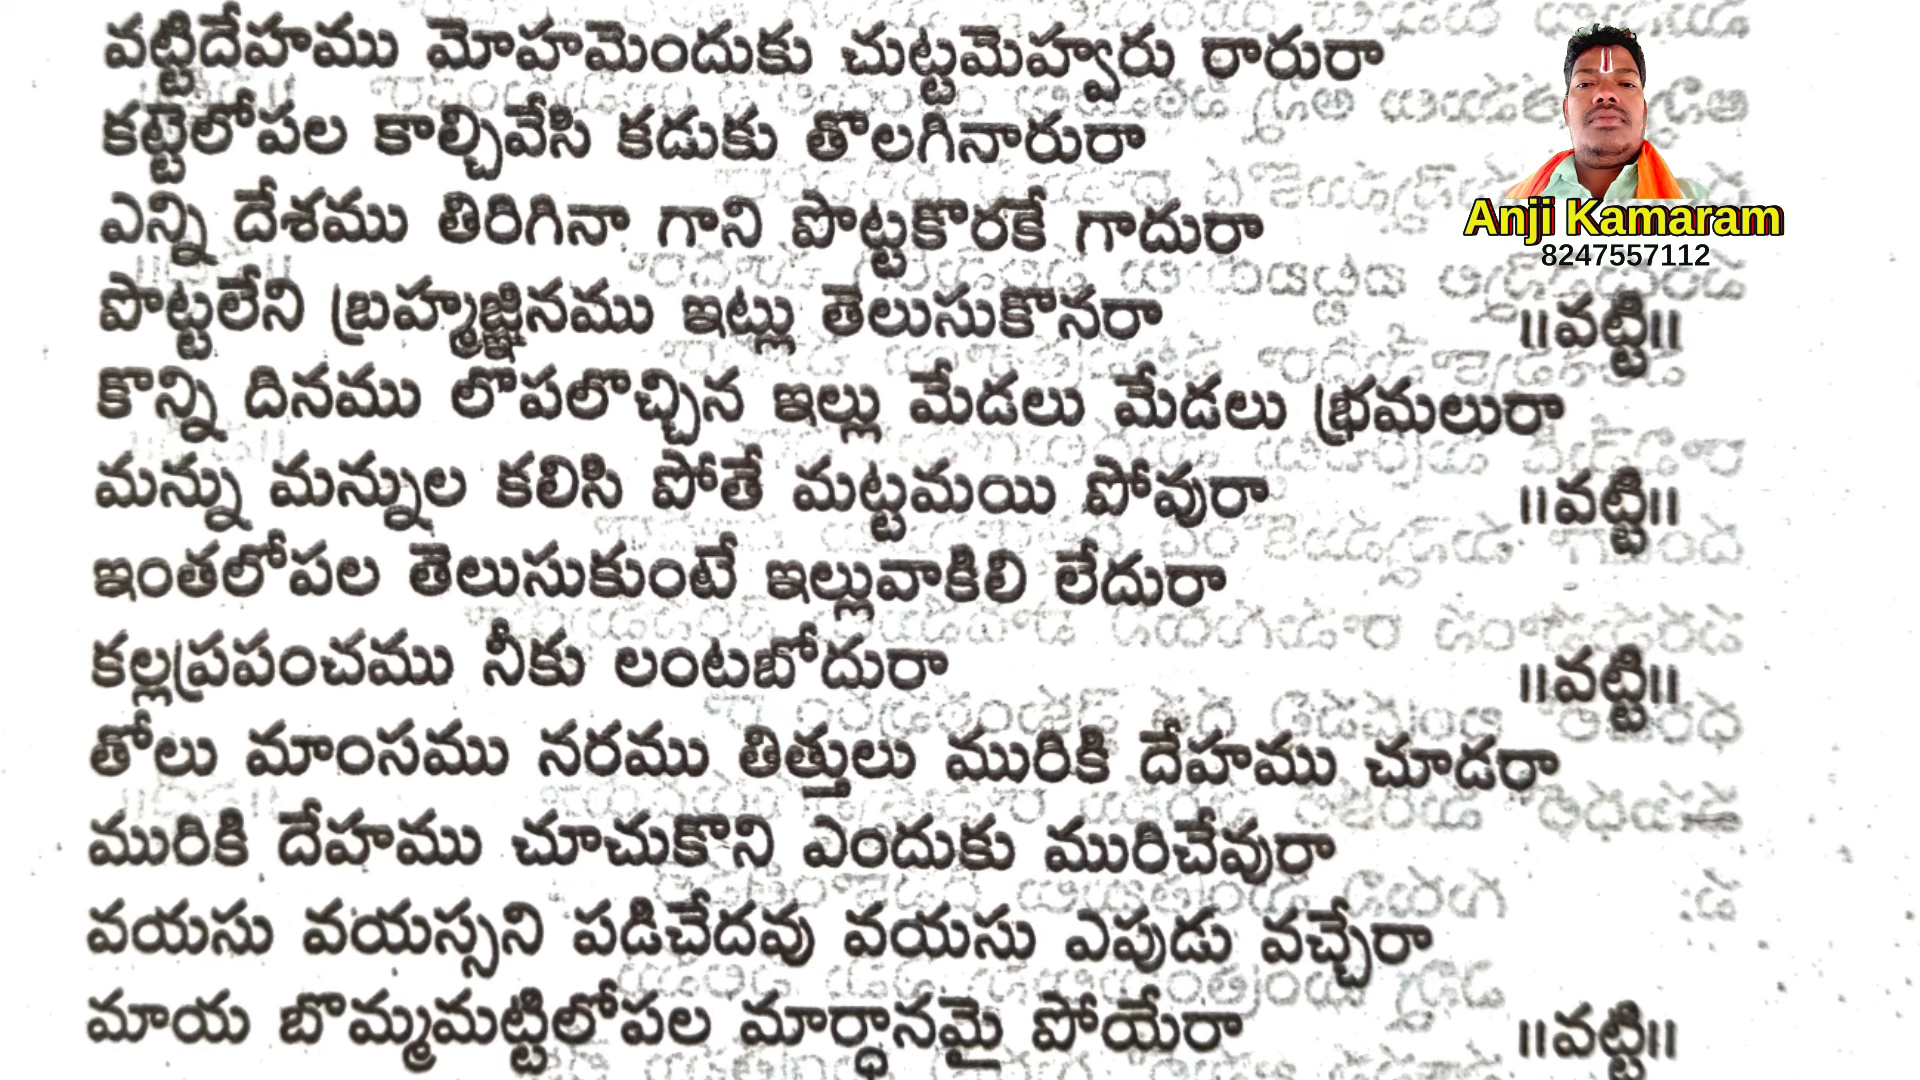 వట్టిదేహము మోహమెందుకు చుట్టమెహ్వరు రారురా
కట్టెలోపల కాల్చివేసి కడుకు తొలగినారురా
ఎన్ని దేశము తిరిగినా గాని పొట్టకొరకే గాదురా
పొట్టలేని బ్రహ్మజ్ఞినము ఇట్లు తెలుసుకొనరా ॥వట్టి॥
కొన్ని దినము లోపలొచ్చిన ఇల్లు మేడలు మేడలు భ్రమలురా
మన్ను మన్నుల కలిసి పోతే మట్టమయి పోవురా ॥వట్టి॥
ఇంతలోపల తెలుసుకుంటే ఇల్లువాకిలి లేదురా
కల్లప్రపంచము నీకు లంటబోదురా ॥వట్టి॥
తోలు మాంసము నరము తిత్తులు మురికి దేహము చూడరా
మురికి దేహము చూచుకొని ఎందుకు మురిచేవురా
వయసు వయస్సని పడిచేదవు వయసు ఎపుడు వచ్చేరా
మాయ బొమ్మమట్టిలోపల మార్ధానమై పోయేరా ॥వట్టి॥
Anji Kamaram
8247557112